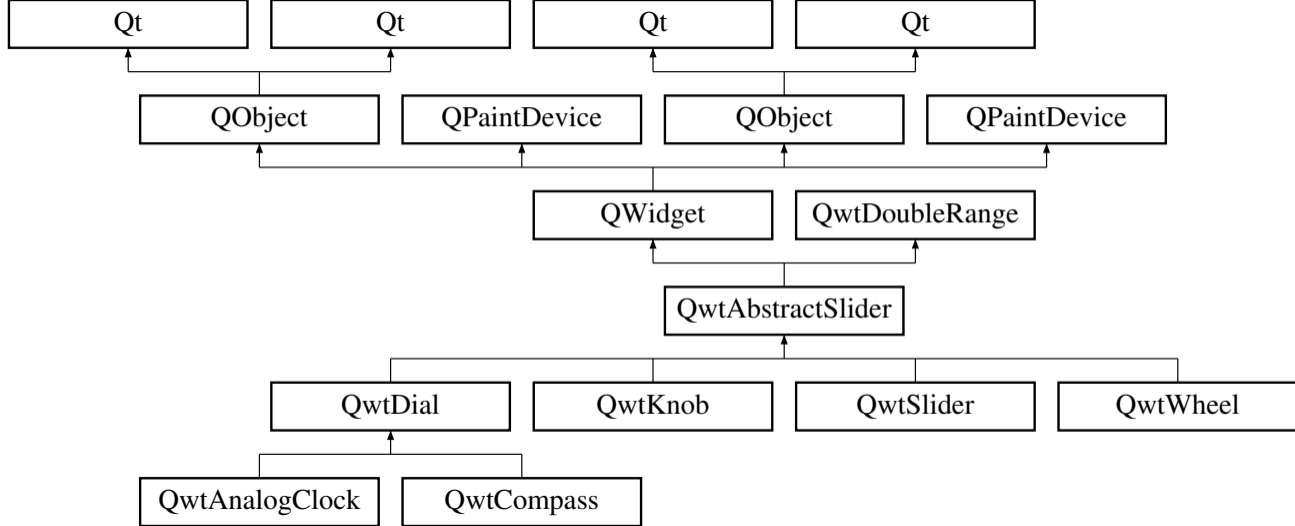 Qt Qt Qt Qt
QObject QPaintDevice QObject QPaintDevice
QWidget QwtDoubleRange
QwtAbstractSlider
QwtDial QwtKnob QwtSlider QwtWheel
QwtAnalogClock QwtCompass